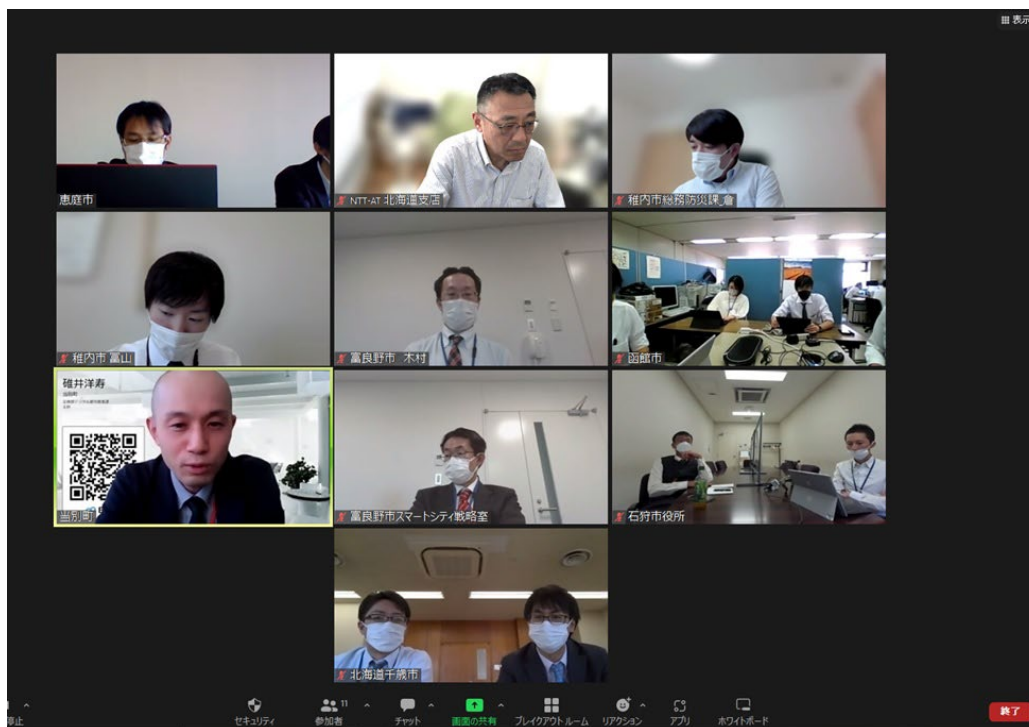 表示
恵庭市
NTT-AT 北海道支店
稚内市総務防災課_倉
稚内市 富山
富良野市 木村
函館市
碓井洋寿
当別町
当別町
富良野市スマートシティ戦略室
石狩市役所
北海道千歳市
停止
セキュリティ
参加者
11
チャット
画面の共有
ブレイクアウト ルーム
リアクション
アプリ
ホワイトボード
終了